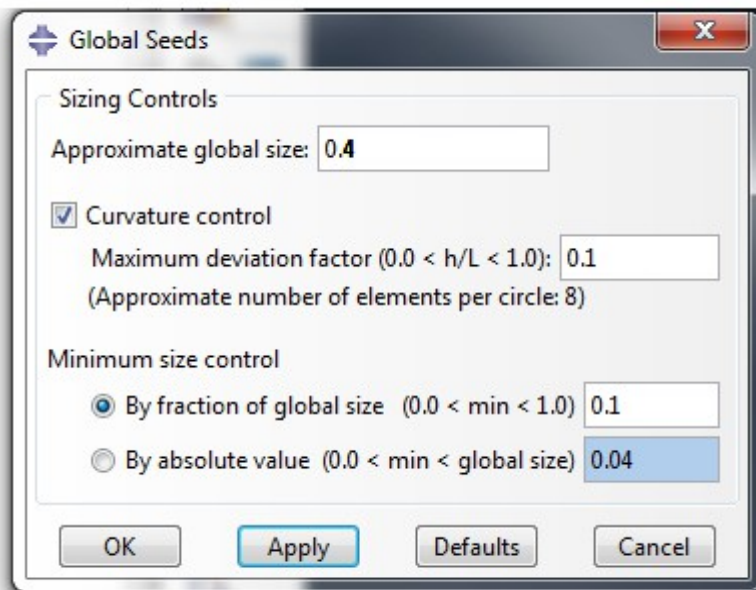 Global Seeds
X
Sizing Controls
Approximate global size: 0.4
Curvature control
Maximum deviation factor (0.0 < h/L < 1.0): 0.1
(Approximate number of elements per circle: 8)
Minimum size control
By fraction of global size (0.0 < min < 1.0) 0.1
By absolute value (0.0 < min < global size) 0.04
OK Apply Defaults Cancel